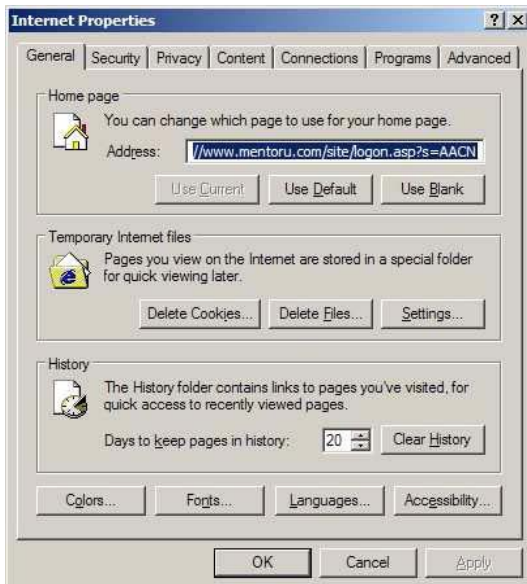 Internet Properties
? x
General Security Privacy Content Connections Programs Advanced
Home page
You can change which page to use for your home page.
Address: //www.mentoru.com/site/logon.asp?s=AACN
Use Current Use Default Use Blank
Temporary Internet files
Pages you view on the Internet are stored in a special folder
for quick viewing later.
Delete Cookies... Delete Files... Settings...
History
The History folder contains links to pages you've visited, for
quick access to recently viewed pages.
Days to keep pages in history: 20 Clear History
Colors... Fonts... Languages... Accessibility...
OK Cancel Apply